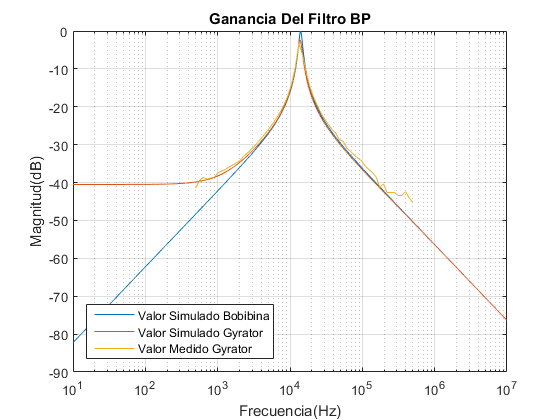 Ganancia Del Filtro BP
Magnitud(dB)
0
-10
-20
-30
-40
-50
-60
-70
-80
-90
Valor Simulado Bobibina
Valor Simulado Gyrator
Valor Medido Gyrator
10^1 10^2 10^3 10^4 10^5 10^6 10^7
Frecuencia(Hz)